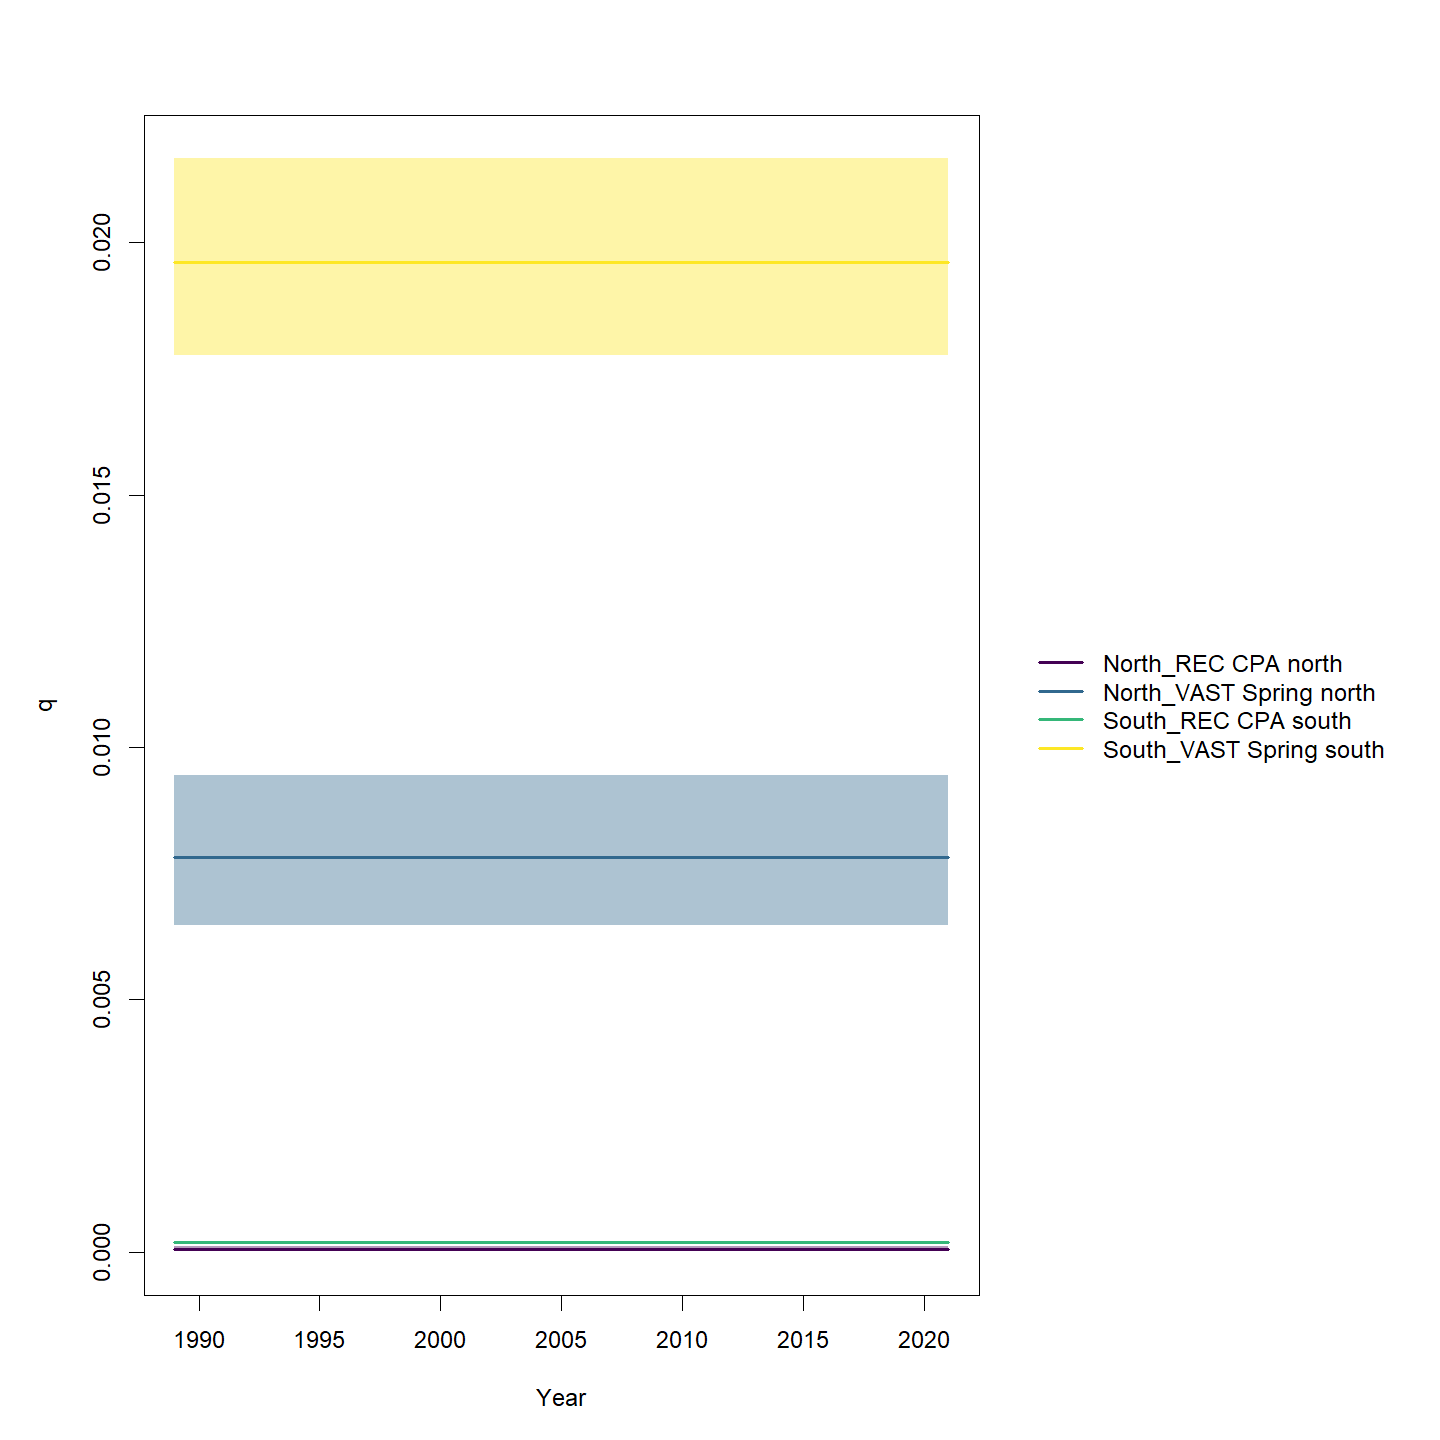 0.020
0.015
0.010
0.005
0.000
q
1990 1995 2000 2005 2010 2015 2020
Year
North_REC CPA north
North_VAST Spring north
South_REC CPA south
South_VAST Spring south